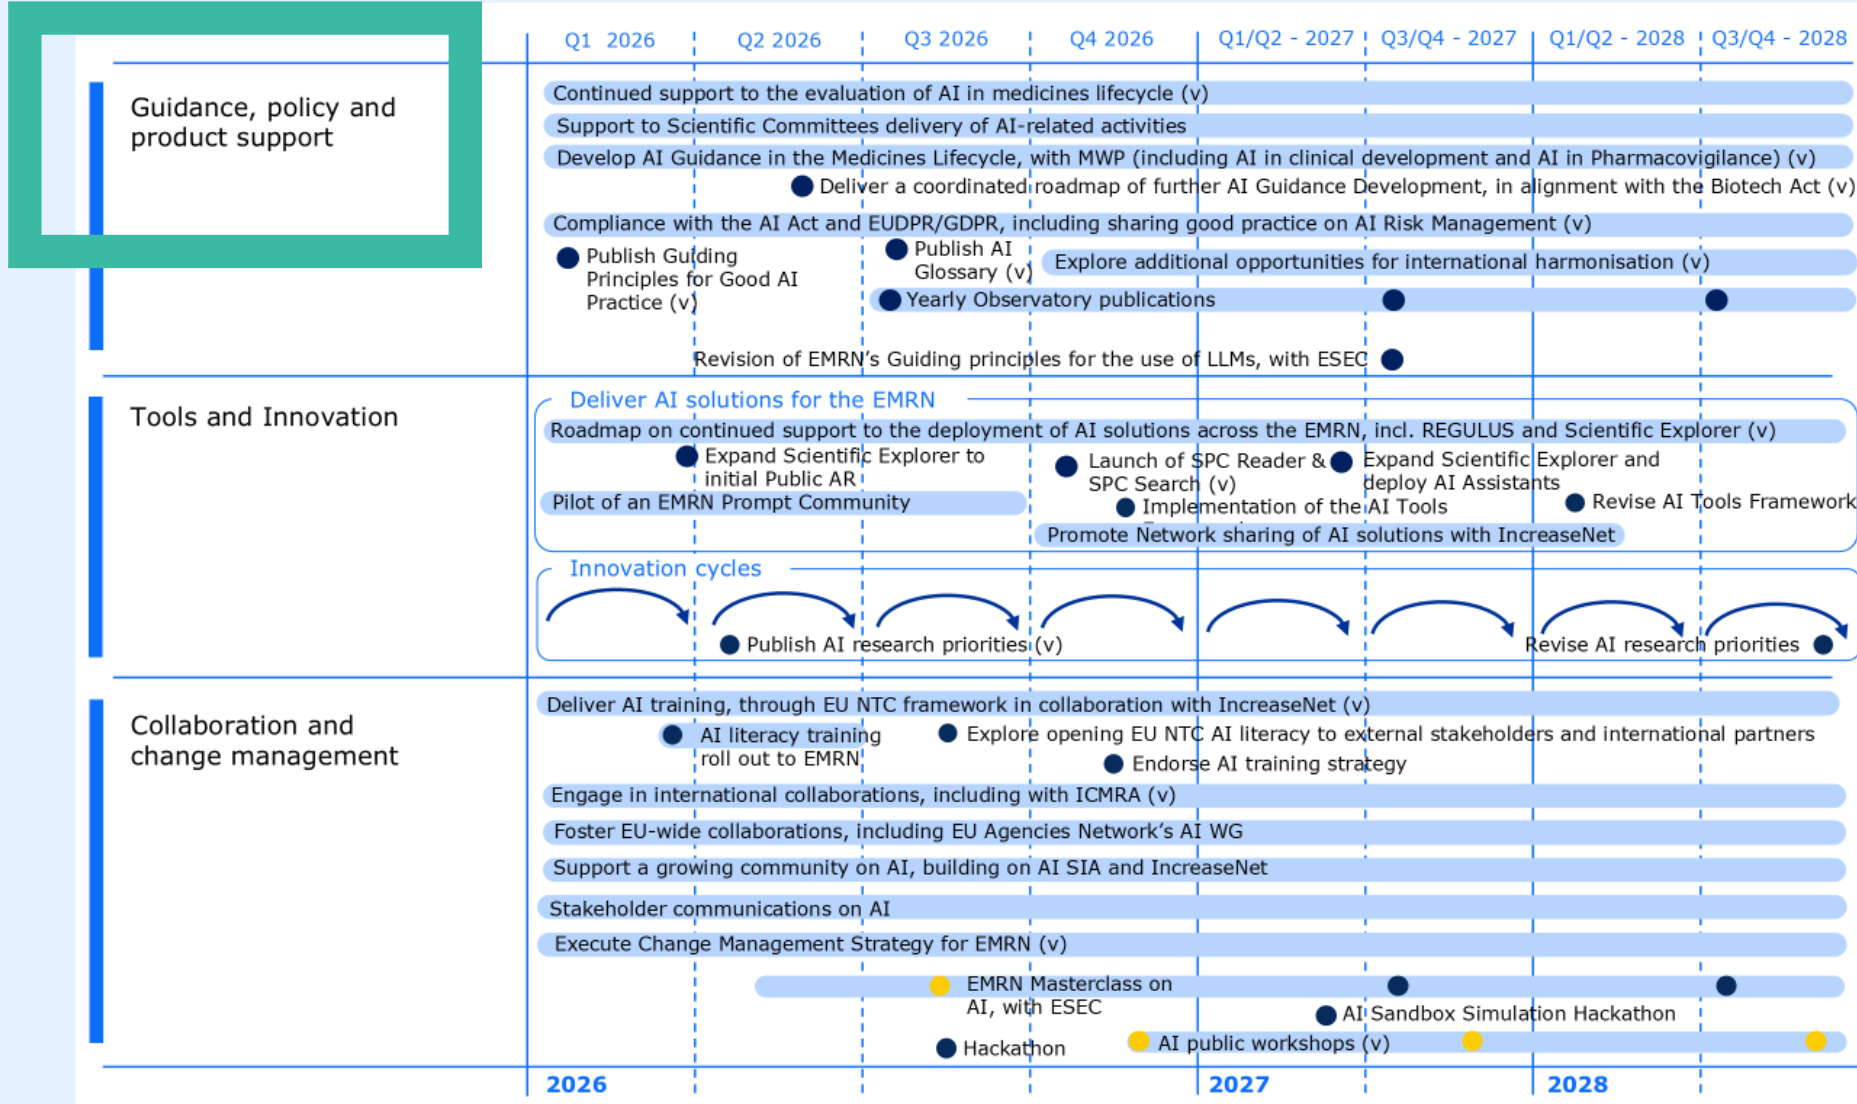 Q1  2026
Q2 2026
Q3 2026
Q4 2026
Q1/Q2 - 2027
Q3/Q4 - 2027
Q1/Q2 - 2028
Q3/Q4 - 2028
Guidance, policy and
product support
Continued support to the evaluation of AI in medicines lifecycle (v)
Support to Scientific Committees delivery of AI-related activities
Develop AI Guidance in the Medicines Lifecycle, with MWP (including AI in clinical development and AI in Pharmacovigilance) (v)
Deliver a coordinated roadmap of further AI Guidance Development, in alignment with the Biotech Act (v)
Compliance with the AI Act and EUDPR/GDPR, including sharing good practice on AI Risk Management (v)
Publish Guiding
Principles for Good AI
Practice (v)
Publish AI
Glossary (v)
Explore additional opportunities for international harmonisation (v)
Yearly Observatory publications
Revision of EMRN’s Guiding principles for the use of LLMs, with ESEC
Tools and Innovation
Deliver AI solutions for the EMRN
Roadmap on continued support to the deployment of AI solutions across the EMRN, incl. REGULUS and Scientific Explorer (v)
Expand Scientific Explorer to
initial Public AR
Launch of SPC Reader &
SPC Search (v)
Expand Scientific Explorer and
deploy AI Assistants
Pilot of an EMRN Prompt Community
Implementation of the AI Tools
Revise AI Tools Framework
Promote Network sharing of AI solutions with IncreaseNet
Innovation cycles
Publish AI research priorities (v)
Revise AI research priorities
Collaboration and
change management
Deliver AI training, through EU NTC framework in collaboration with IncreaseNet (v)
AI literacy training
roll out to EMRN
Explore opening EU NTC AI literacy to external stakeholders and international partners
Endorse AI training strategy
Engage in international collaborations, including with ICMRA (v)
Foster EU-wide collaborations, including EU Agencies Network’s AI WG
Support a growing community on AI, building on AI SIA and IncreaseNet
Stakeholder communications on AI
Execute Change Management Strategy for EMRN (v)
EMRN Masterclass on
AI, with ESEC
AI Sandbox Simulation Hackathon
Hackathon
AI public workshops (v)
2026
2027
2028